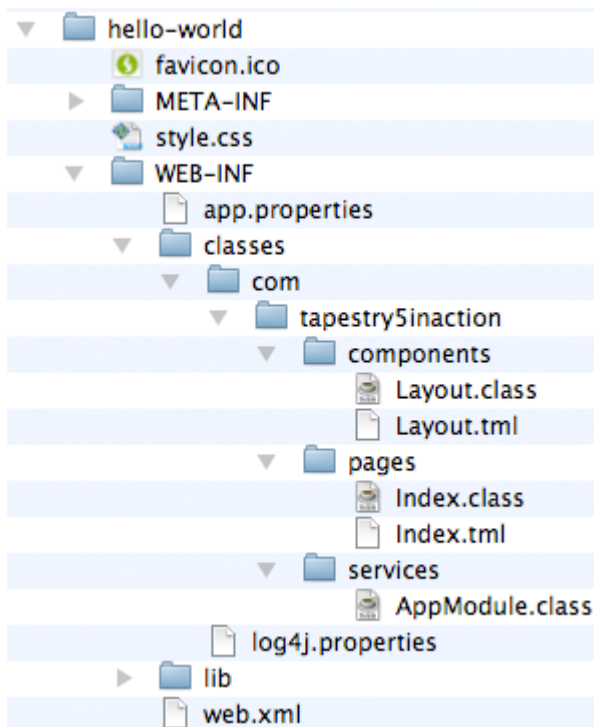 hello-world
favicon.ico
META-INF
style.css
WEB-INF
app.properties
classes
com
tapestry5inaction
components
Layout.class
Layout.tml
pages
Index.class
Index.tml
services
AppModule.class
log4j.properties
lib
web.xml